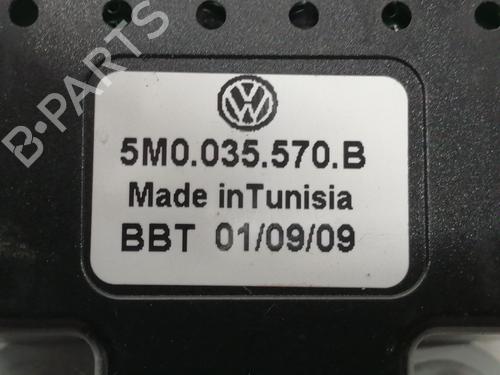 B-PARTS
5M0.035.570.B
Made inTunisia
BBT 01/09/09